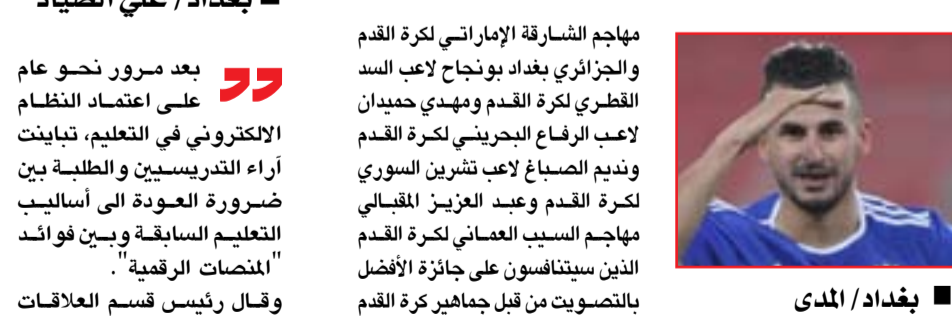 ■ بغداد/ المدى
مهاجم الشارقة الإماراتي لكرة القدم
والجزائري بغداد بونجاح لاعب السد
القطري لكرة القدم ومهدي حميدان
لاعب الرفاع البحريني لكرة القدم
ونديم الصباغ لاعب تشرين السوري
لكرة القدم وعبد العزيز المقبالي
مهاجم السيب العماني لكرة القدم
الذين سيتنافسون على جائزة الأفضل
بالتصويت من قبل جماهير كرة القدم
■ بغداد/ علي الصياد
بعد مرور نحو عام
على اعتماد النظام
الالكتروني في التعليم، تباينت
آراء التدريسيين والطلبة بين
ضرورة العودة الى أساليب
التعليم السابقة وبين فوائد
"المنصات الرقمية".
وقال رئيس قسم العلاقات